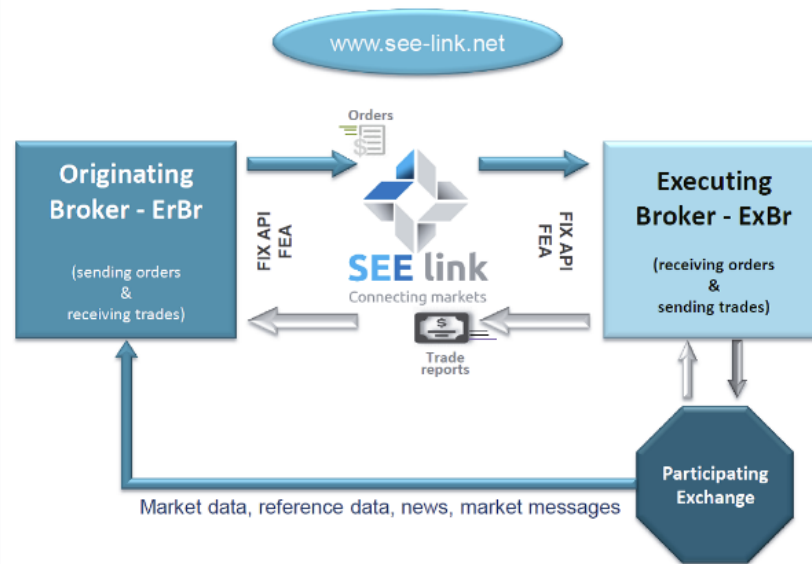 www.see-link.net
Orders
Originating
Broker - ErBr
(sending orders
&
receiving trades)
FIX API
FEA
$
SEE link
Connecting markets
FIX API
FEA
Executing
Broker - ExBr
(receiving orders
&
sending trades)
$
Trade
reports
Participating
Exchange
Market data, reference data, news, market messages